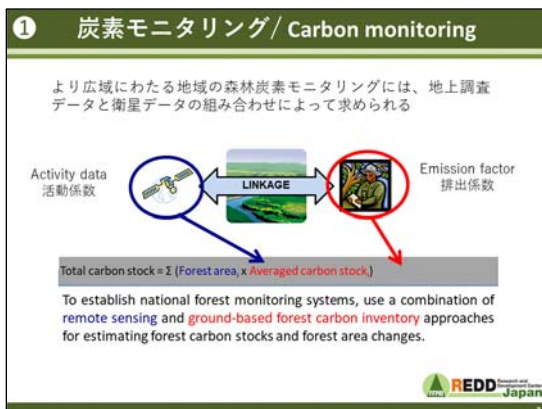 ❶ 炭素モニタリング/ Carbon monitoring
より広域にわたる地域の森林炭素モニタリングには、地上調査
データと衛星データの組み合わせによって求められる
Activity data
活動係数
LINKAGE
Emission factor
排出係数
Total carbon stock = Σ (Forest area, x Averaged carbon stock,)
To establish national forest monitoring systems, use a combination of
remote sensing and ground-based forest carbon inventory approaches
for estimating forest carbon stocks and forest area changes.
REDD Research and
Development Center
Japan